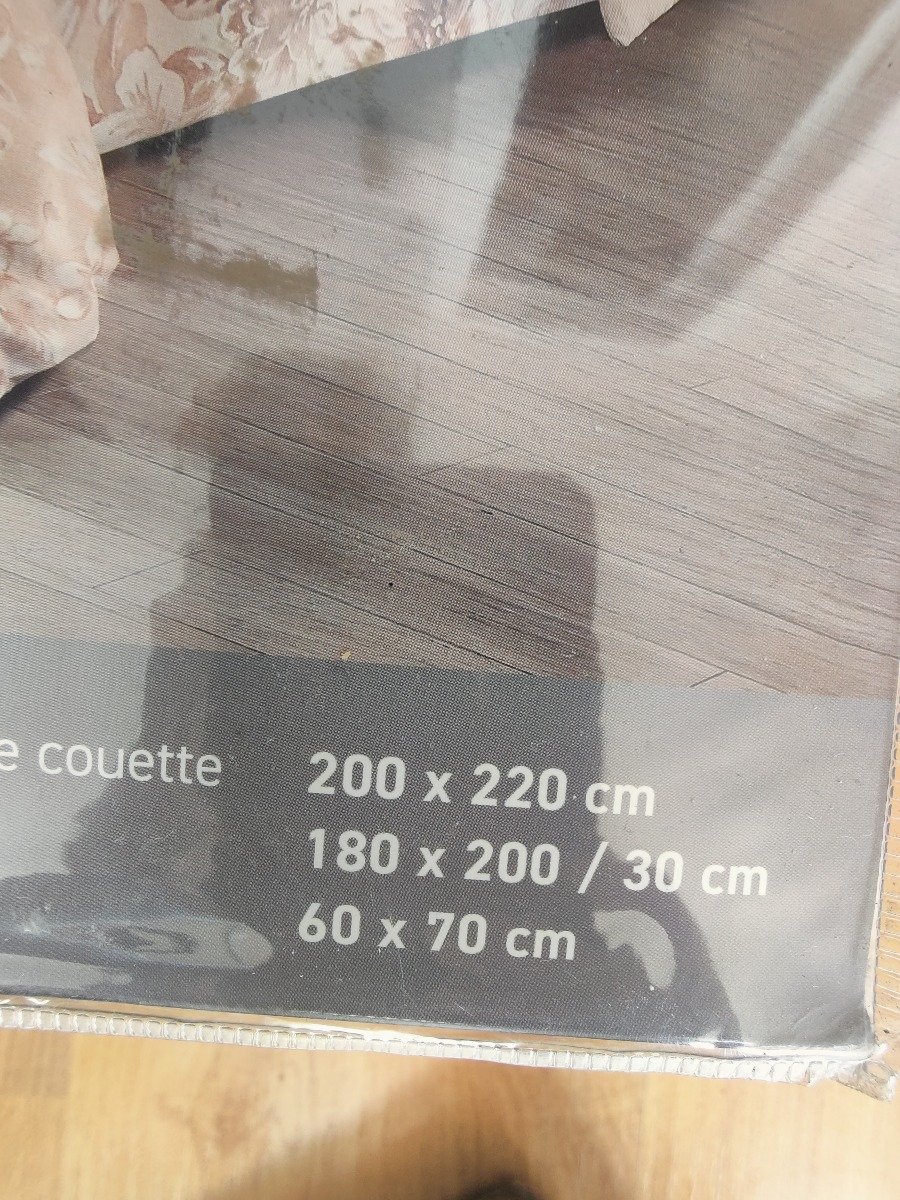 e couette 200 x 220 cm
180 x 200 / 30 cm
60 x 70 cm